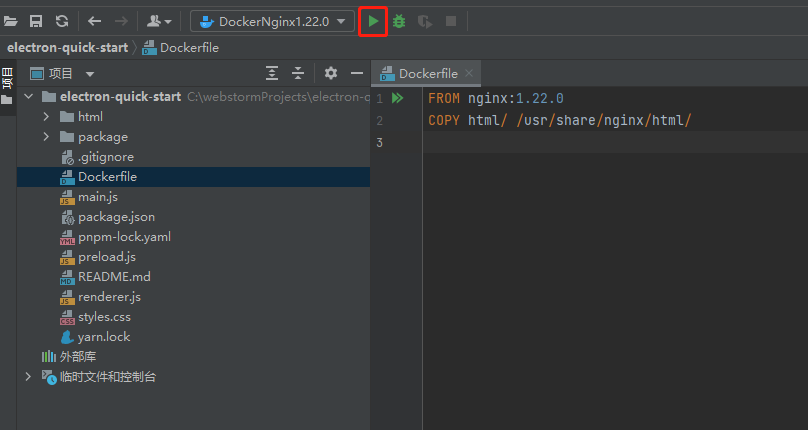 DockerNginx1.22.0
electron-quick-start Dockerfile
项目
项目
electron-quick-start C:\webstormProjects\electron-q
html
package
.gitignore
Dockerfile
main.js
package.json
pnpm-lock.yaml
preload.js
README.md
renderer.js
styles.css
yarn.lock
外部库
临时文件和控制台
Dockerfile
1 FROM nginx:1.22.0
2 COPY html/ /usr/share/nginx/html/
3